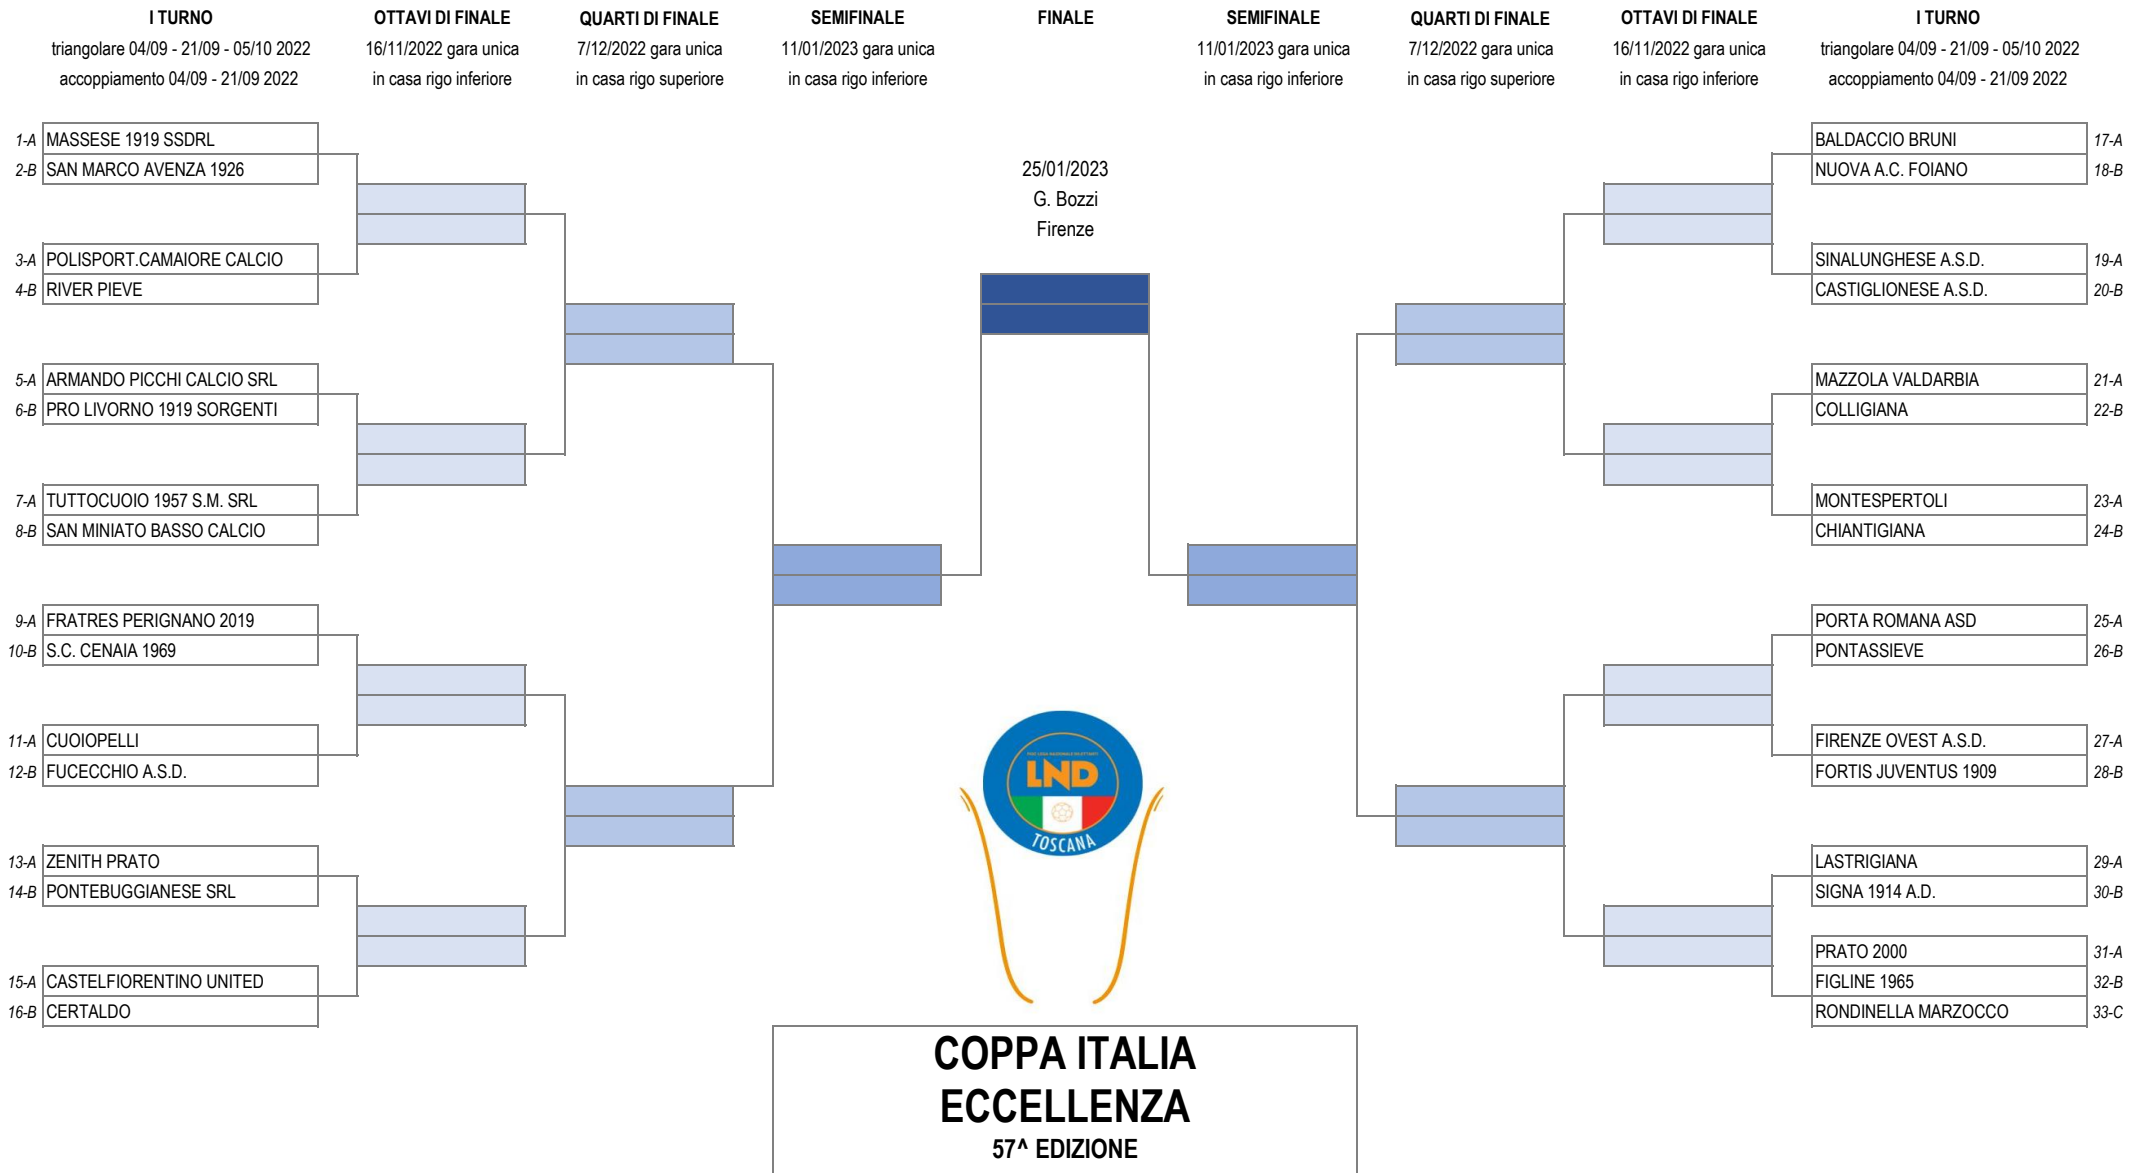 I TURNO
triangolare 04/09 - 21/09 - 05/10 2022
accoppiamento 04/09 - 21/09 2022
OTTAVI DI FINALE
16/11/2022 gara unica
in casa rigo inferiore
QUARTI DI FINALE
7/12/2022 gara unica
in casa rigo superiore
SEMIFINALE
11/01/2023 gara unica
in casa rigo inferiore
FINALE
SEMIFINALE
11/01/2023 gara unica
in casa rigo inferiore
QUARTI DI FINALE
7/12/2022 gara unica
in casa rigo superiore
OTTAVI DI FINALE
16/11/2022 gara unica
in casa rigo inferiore
I TURNO
triangolare 04/09 - 21/09 - 05/10 2022
accoppiamento 04/09 - 21/09 2022
1-A MASSESE 1919 SSDRL
2-B SAN MARCO AVENZA 1926
3-A POLISPORT.CAMAIORE CALCIO
4-B RIVER PIEVE
5-A ARMANDO PICCHI CALCIO SRL
6-B PRO LIVORNO 1919 SORGENTI
7-A TUTTOCUOIO 1957 S.M. SRL
8-B SAN MINIATO BASSO CALCIO
9-A FRATRES PERIGNANO 2019
10-B S.C. CENAIA 1969
11-A CUOIOPELLI
12-B FUCECCHIO A.S.D.
13-A ZENITH PRATO
14-B PONTEBUGGIANESE SRL
15-A CASTELFIORENTINO UNITED
16-B CERTALDO
25/01/2023
G. Bozzi
Firenze
BALDACCIO BRUNI 17-A
NUOVA A.C. FOIANO 18-B
SINALUNGHESE A.S.D. 19-A
CASTIGLIONESE A.S.D. 20-B
MAZZOLA VALDARBIA 21-A
COLLIGIANA 22-B
MONTESPERTOLI 23-A
CHIANTIGIANA 24-B
PORTA ROMANA ASD 25-A
PONTASSIEVE 26-B
FIRENZE OVEST A.S.D. 27-A
FORTIS JUVENTUS 1909 28-B
LASTRIGIANA 29-A
SIGNA 1914 A.D. 30-B
PRATO 2000 31-A
FIGLINE 1965 32-B
RONDINELLA MARZOCCO 33-C
LND
TOSCANA
COPPA ITALIA
ECCELLENZA
57^ EDIZIONE